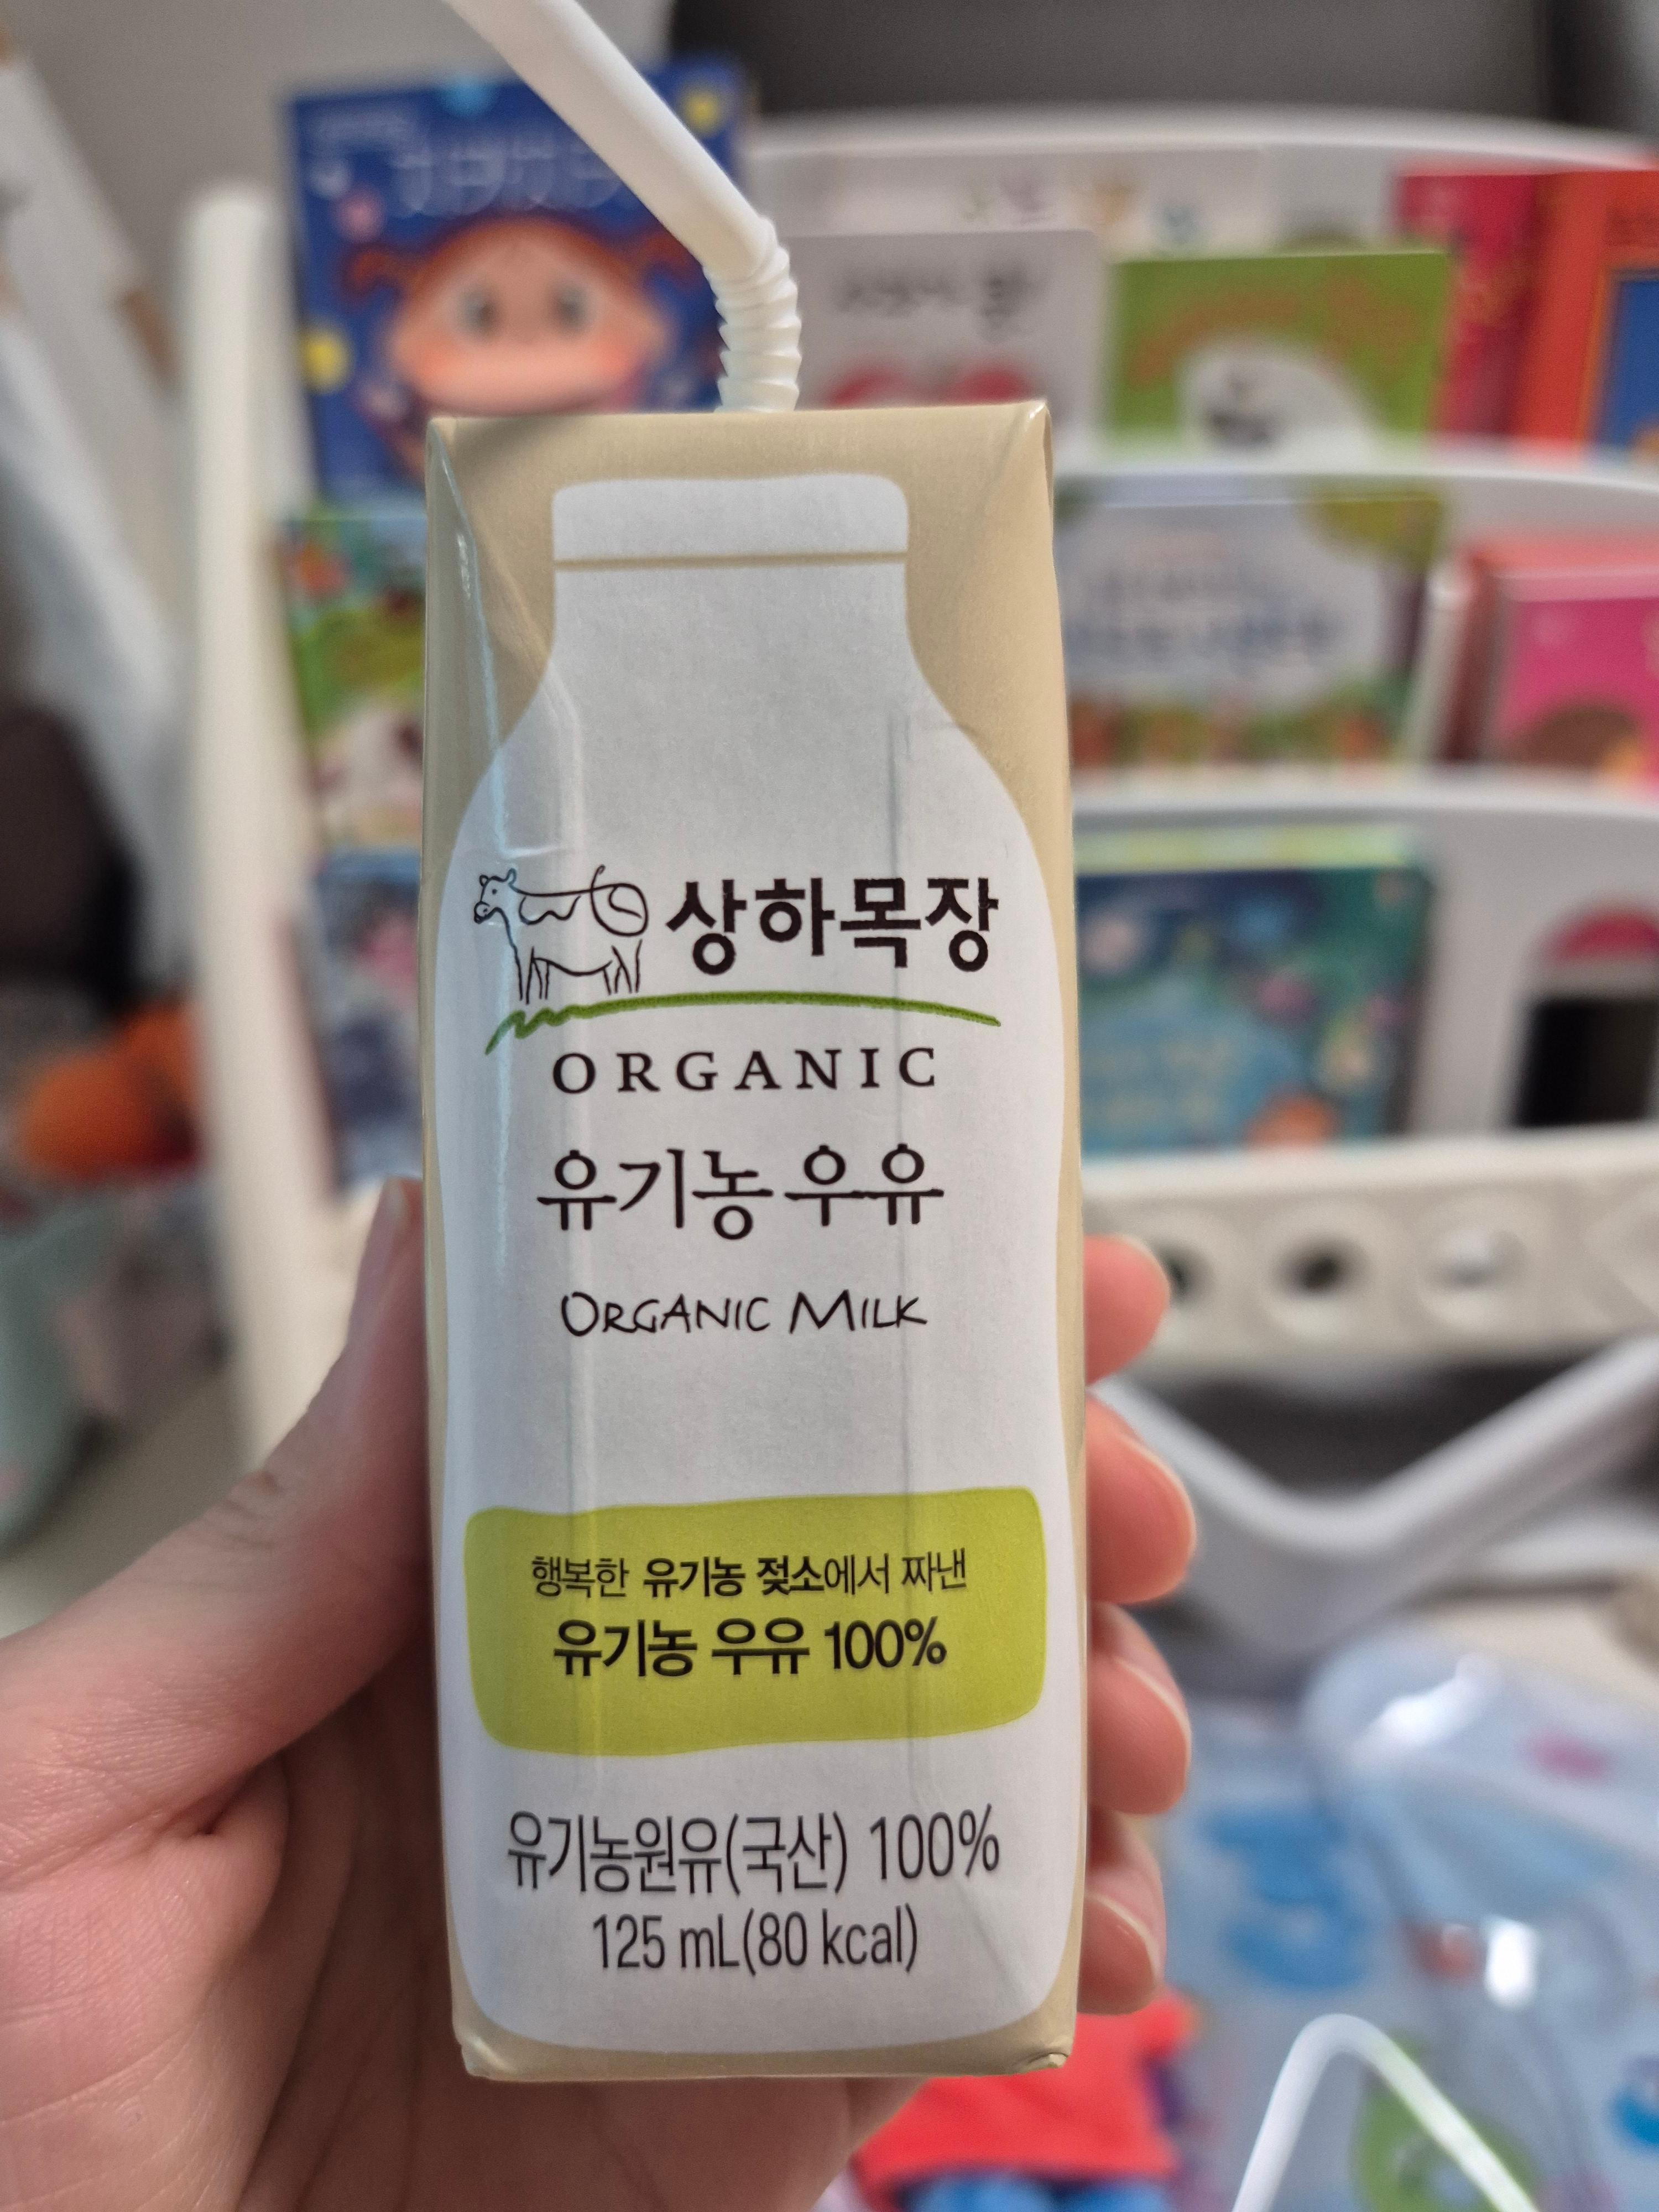 상하목장
ORGANIC
유기농우유
ORGANIC MILK
행복한 유기농 젖소에서 짜낸
유기농 우유 100%
유기농원유(국산) 100%
125 mL(80 kcal)